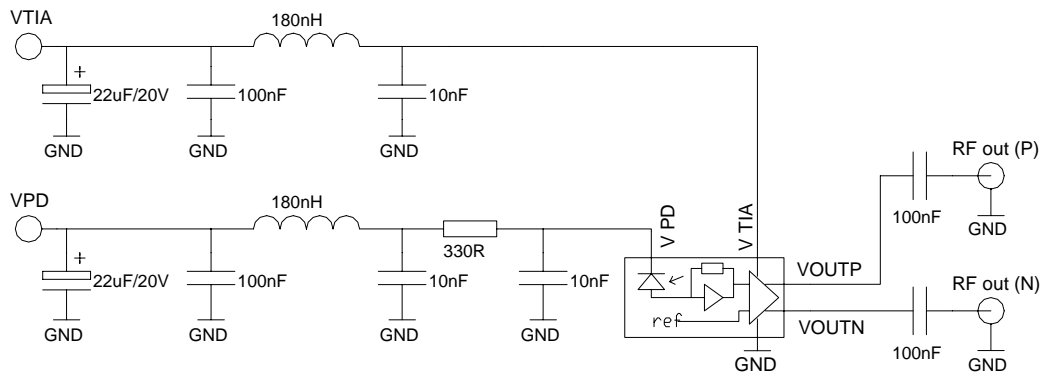 VTIA
180nH
22uF/20V
100nF
10nF
GND
GND
GND
RF out (P)
VPD
180nH
V PD
V TIA
100nF
GND
330R
VOUTP
22uF/20V
100nF
10nF
10nF
RF out (N)
ref
GND
GND
GND
GND
VOUTN
GND
100nF
GND